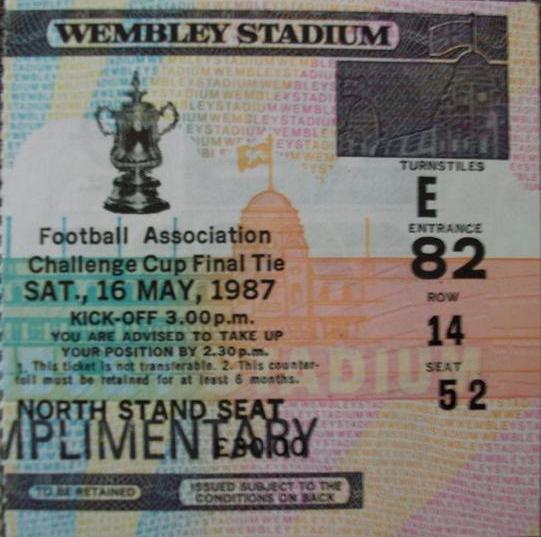 WEMBLEY STADIUM
TURNSTILES
E
ENTRANCE
82
ROW
14
SEAT
52
Football Association
Challenge Cup Final Tie
SAT., 16 MAY, 1987
KICK-OFF 3.00p.m.
YOU ARE ADVISED TO TAKE UP
YOUR POSITION BY 2.30p.m.
1. This ticket is not transferable. 2. This counter-
foil must be retained for at least 6 months.
STADIUM
NORTH STAND SEAT
MPLIMENTARY
TO BE RETAINED
ISSUED SUBJECT TO THE
CONDITIONS ON BACK